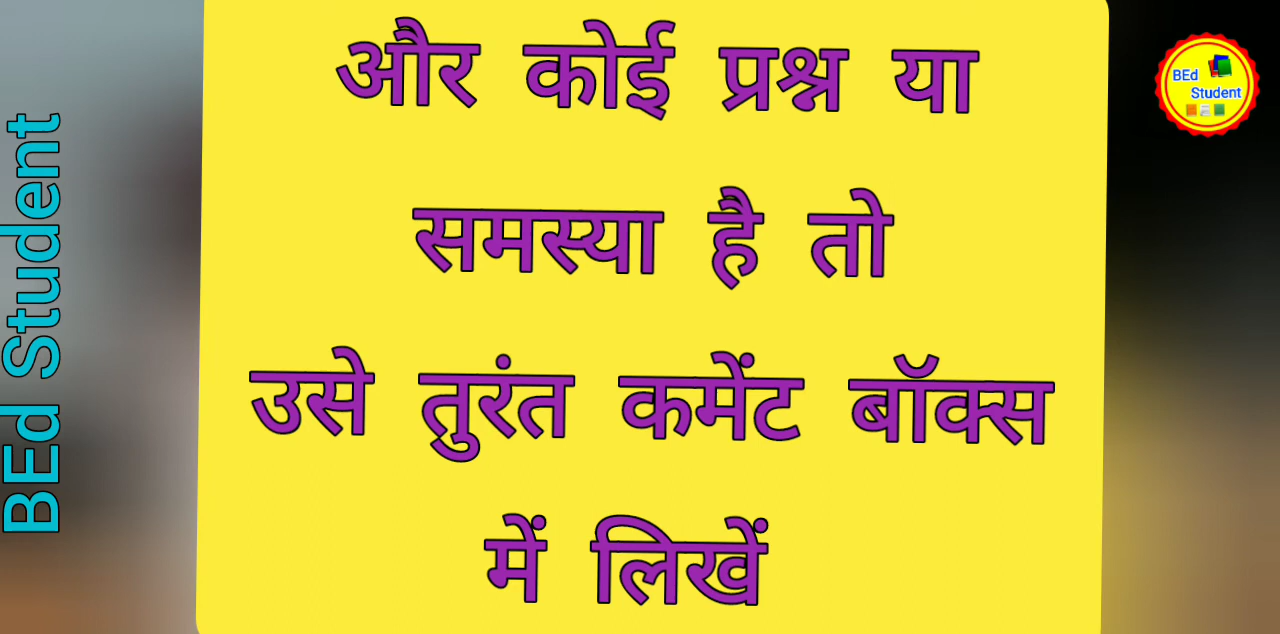 और कोई प्रश्न या
समस्या है तो
उसे तुरंत कमेंट बॉक्स
में लिखें
BEd Student
BEd
Student